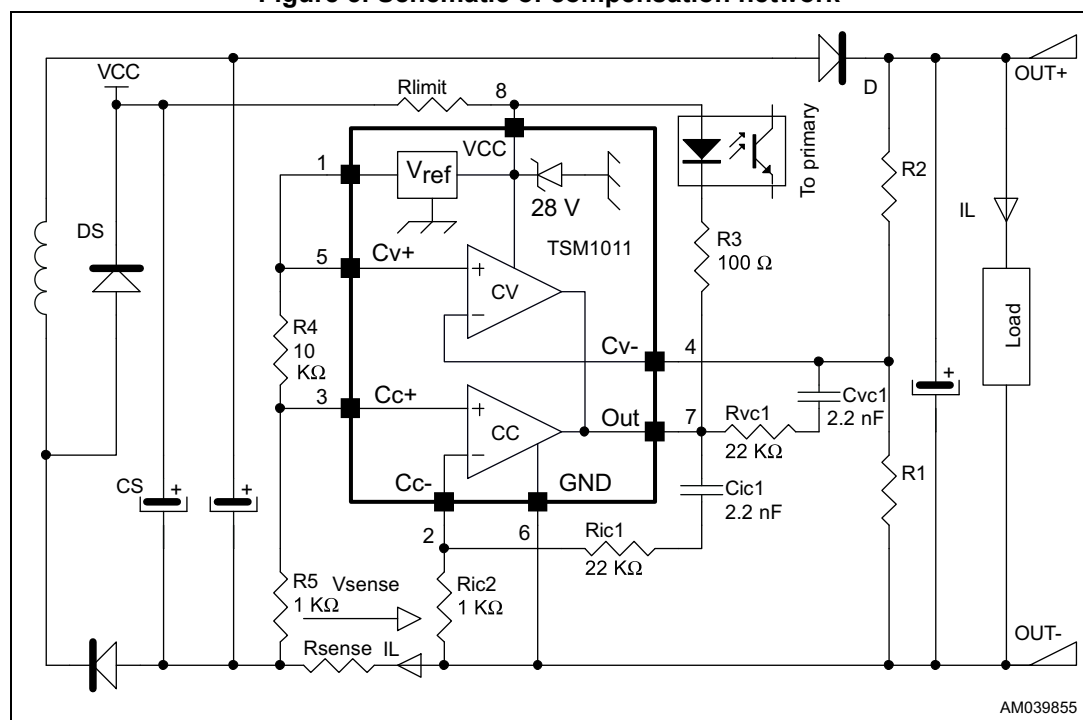 Figure 6. Schematic of compensation network
VCC
Rlimit
8
D
OUT+
VCC
1
Vref
28 V
To primary
R2
DS
5
Cv+
+
CV
-
TSM1011
R3
100 Ω
IL
Load
R4
10
KΩ
Cv-
4
+
3
Cc+
+
CC
-
Out
7
Rvc1
22 KΩ
Cvc1
2.2 nF
CS
+
+
Cc-
GND
Cic1
2.2 nF
R1
2
6
Ric1
22 KΩ
R5
1 KΩ
Vsense
Ric2
1 KΩ
Rsense
IL
OUT-
AM039855